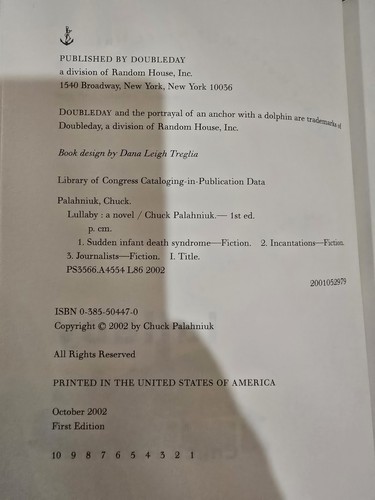 PUBLISHED BY DOUBLEDAY
a division of Random House, Inc.
1540 Broadway, New York, New York 10036
DOUBLEDAY and the portrayal of an anchor with a dolphin are trademarks of
Doubleday, a division of Random House, Inc.
Book design by Dana Leigh Treglia
Library of Congress Cataloging-in-Publication Data
Palahniuk, Chuck.
Lullaby : a novel / Chuck Palahniuk.— 1st ed.
p. cm.
1. Sudden infant death syndrome—Fiction. 2. Incantations—Fiction.
3. Journalists—Fiction. I. Title.
PS3566.A4554 L86 2002
2001052979
ISBN 0-385-50447-0
Copyright © 2002 by Chuck Palahniuk
All Rights Reserved
PRINTED IN THE UNITED STATES OF AMERICA
October 2002
First Edition
10 9 8 7 6 5 4 3 2 1